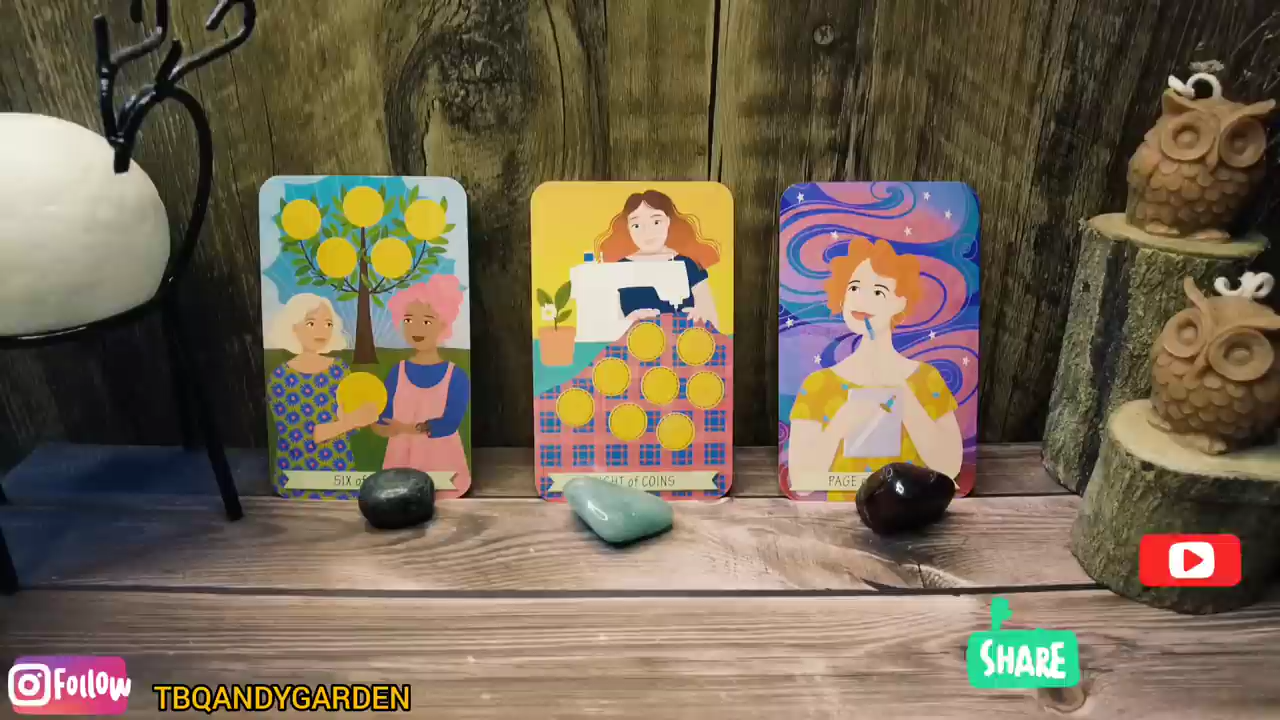 SIX of
GHT of COINS
PAGE
Follow
TBQANDYGARDEN
SHARE